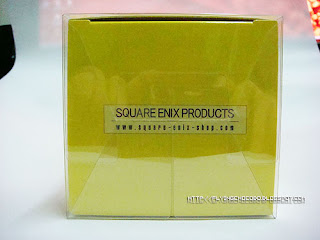 SQUARE ENIX PRODUCTS
www.square-enix-shop.com